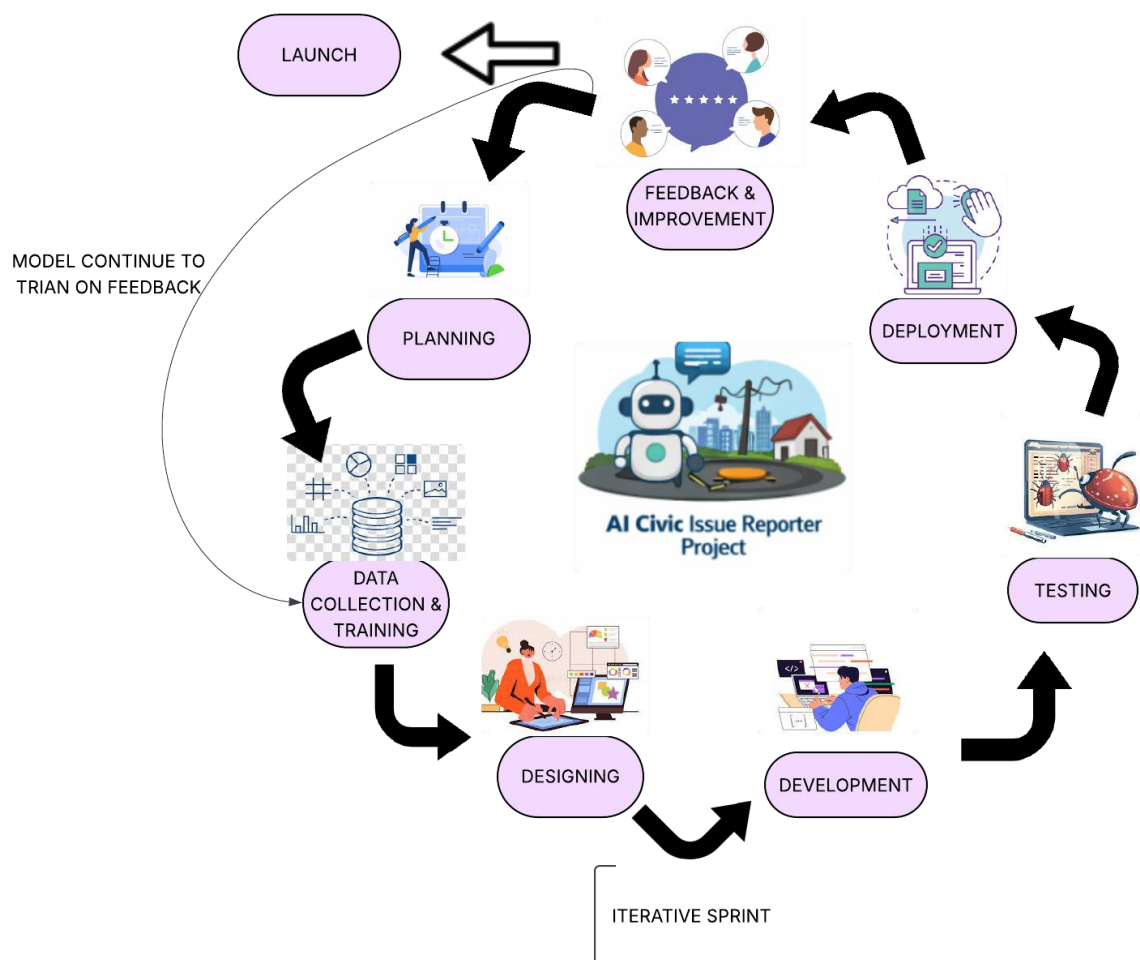 LAUNCH
FEEDBACK &
IMPROVEMENT
MODEL CONTINUE TO
TRIAN ON FEEDBACK
PLANNING
DEPLOYMENT
AI Civic Issue Reporter
Project
DATA
COLLECTION &
TRAINING
TESTING
</>
DESIGNING
DEVELOPMENT
ITERATIVE SPRINT